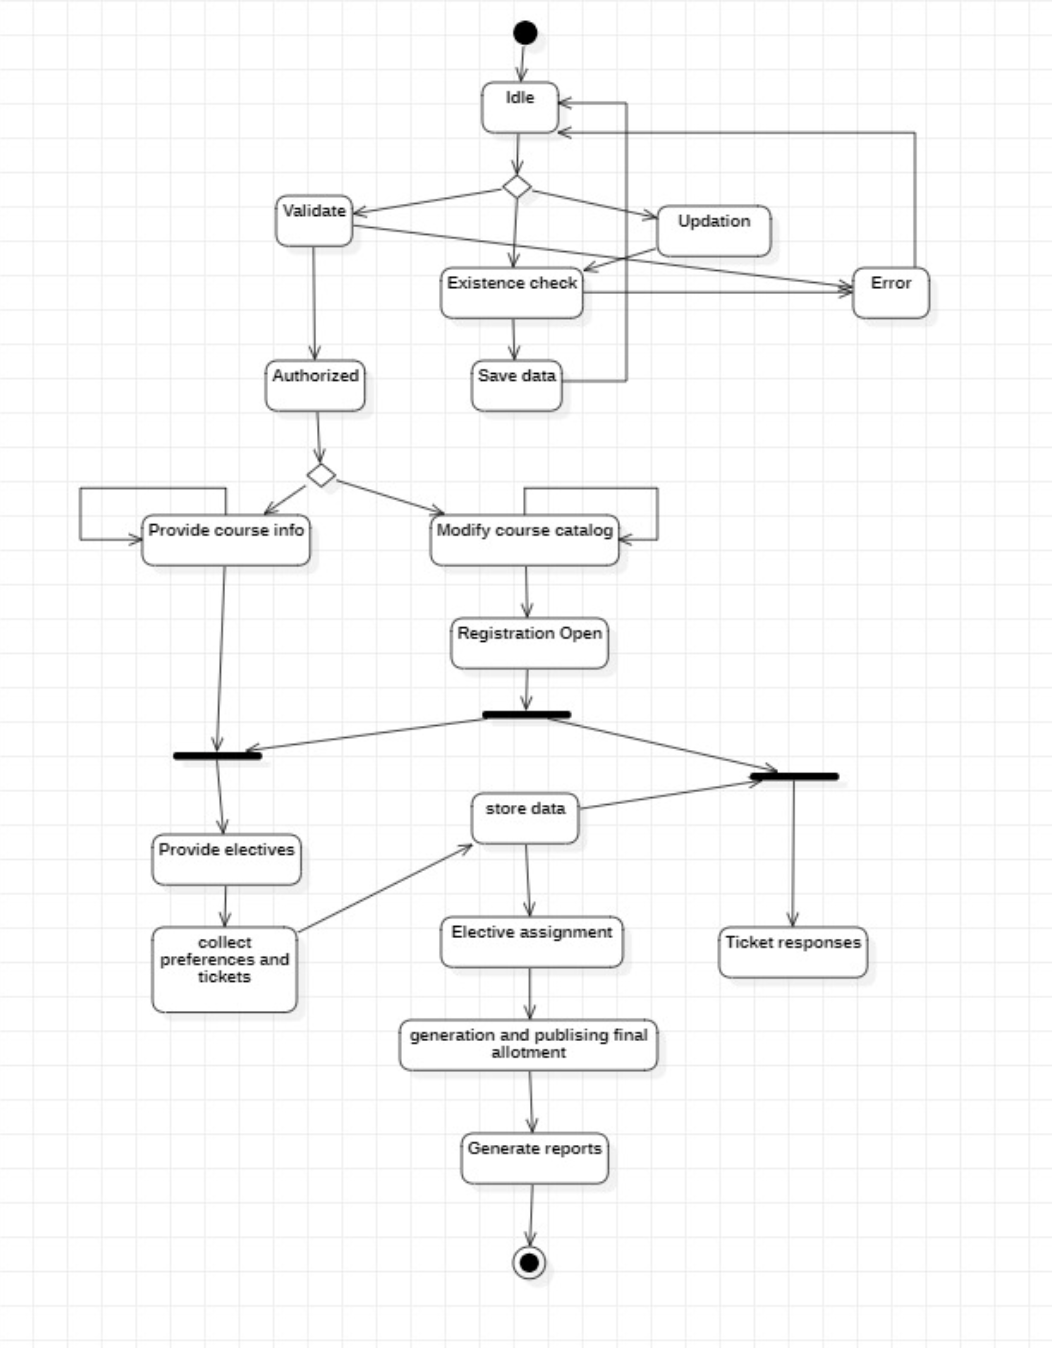 Idle
Validate
Updation
Existence check
Error
Authorized
Save data
Provide course info
Modify course catalog
Registration Open
store data
Provide electives
Elective assignment
collect
preferences and
tickets
Ticket responses
generation and publising final
allotment
Generate reports